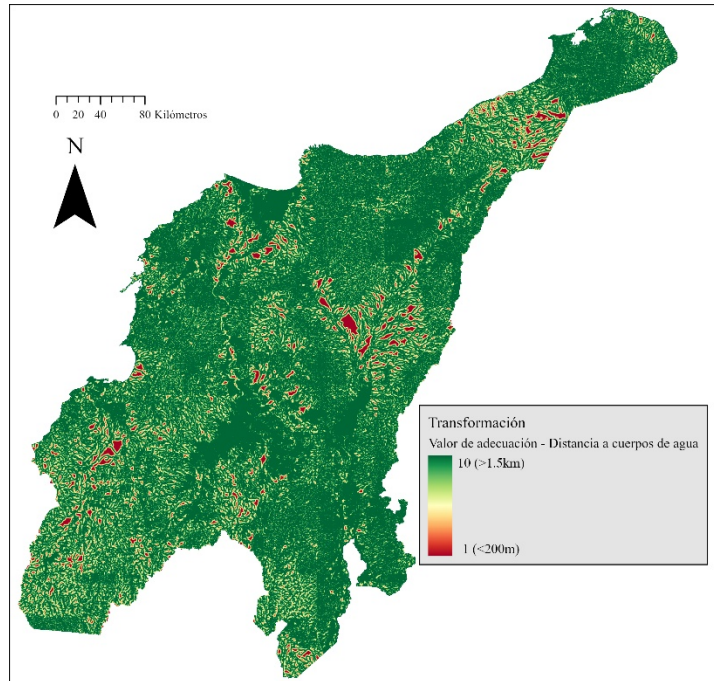 0 20 40 80 Kilómetros
N
Transformación
Valor de adecuación - Distancia a cuerpos de agua
10 (>1.5km)
1 (<200m)